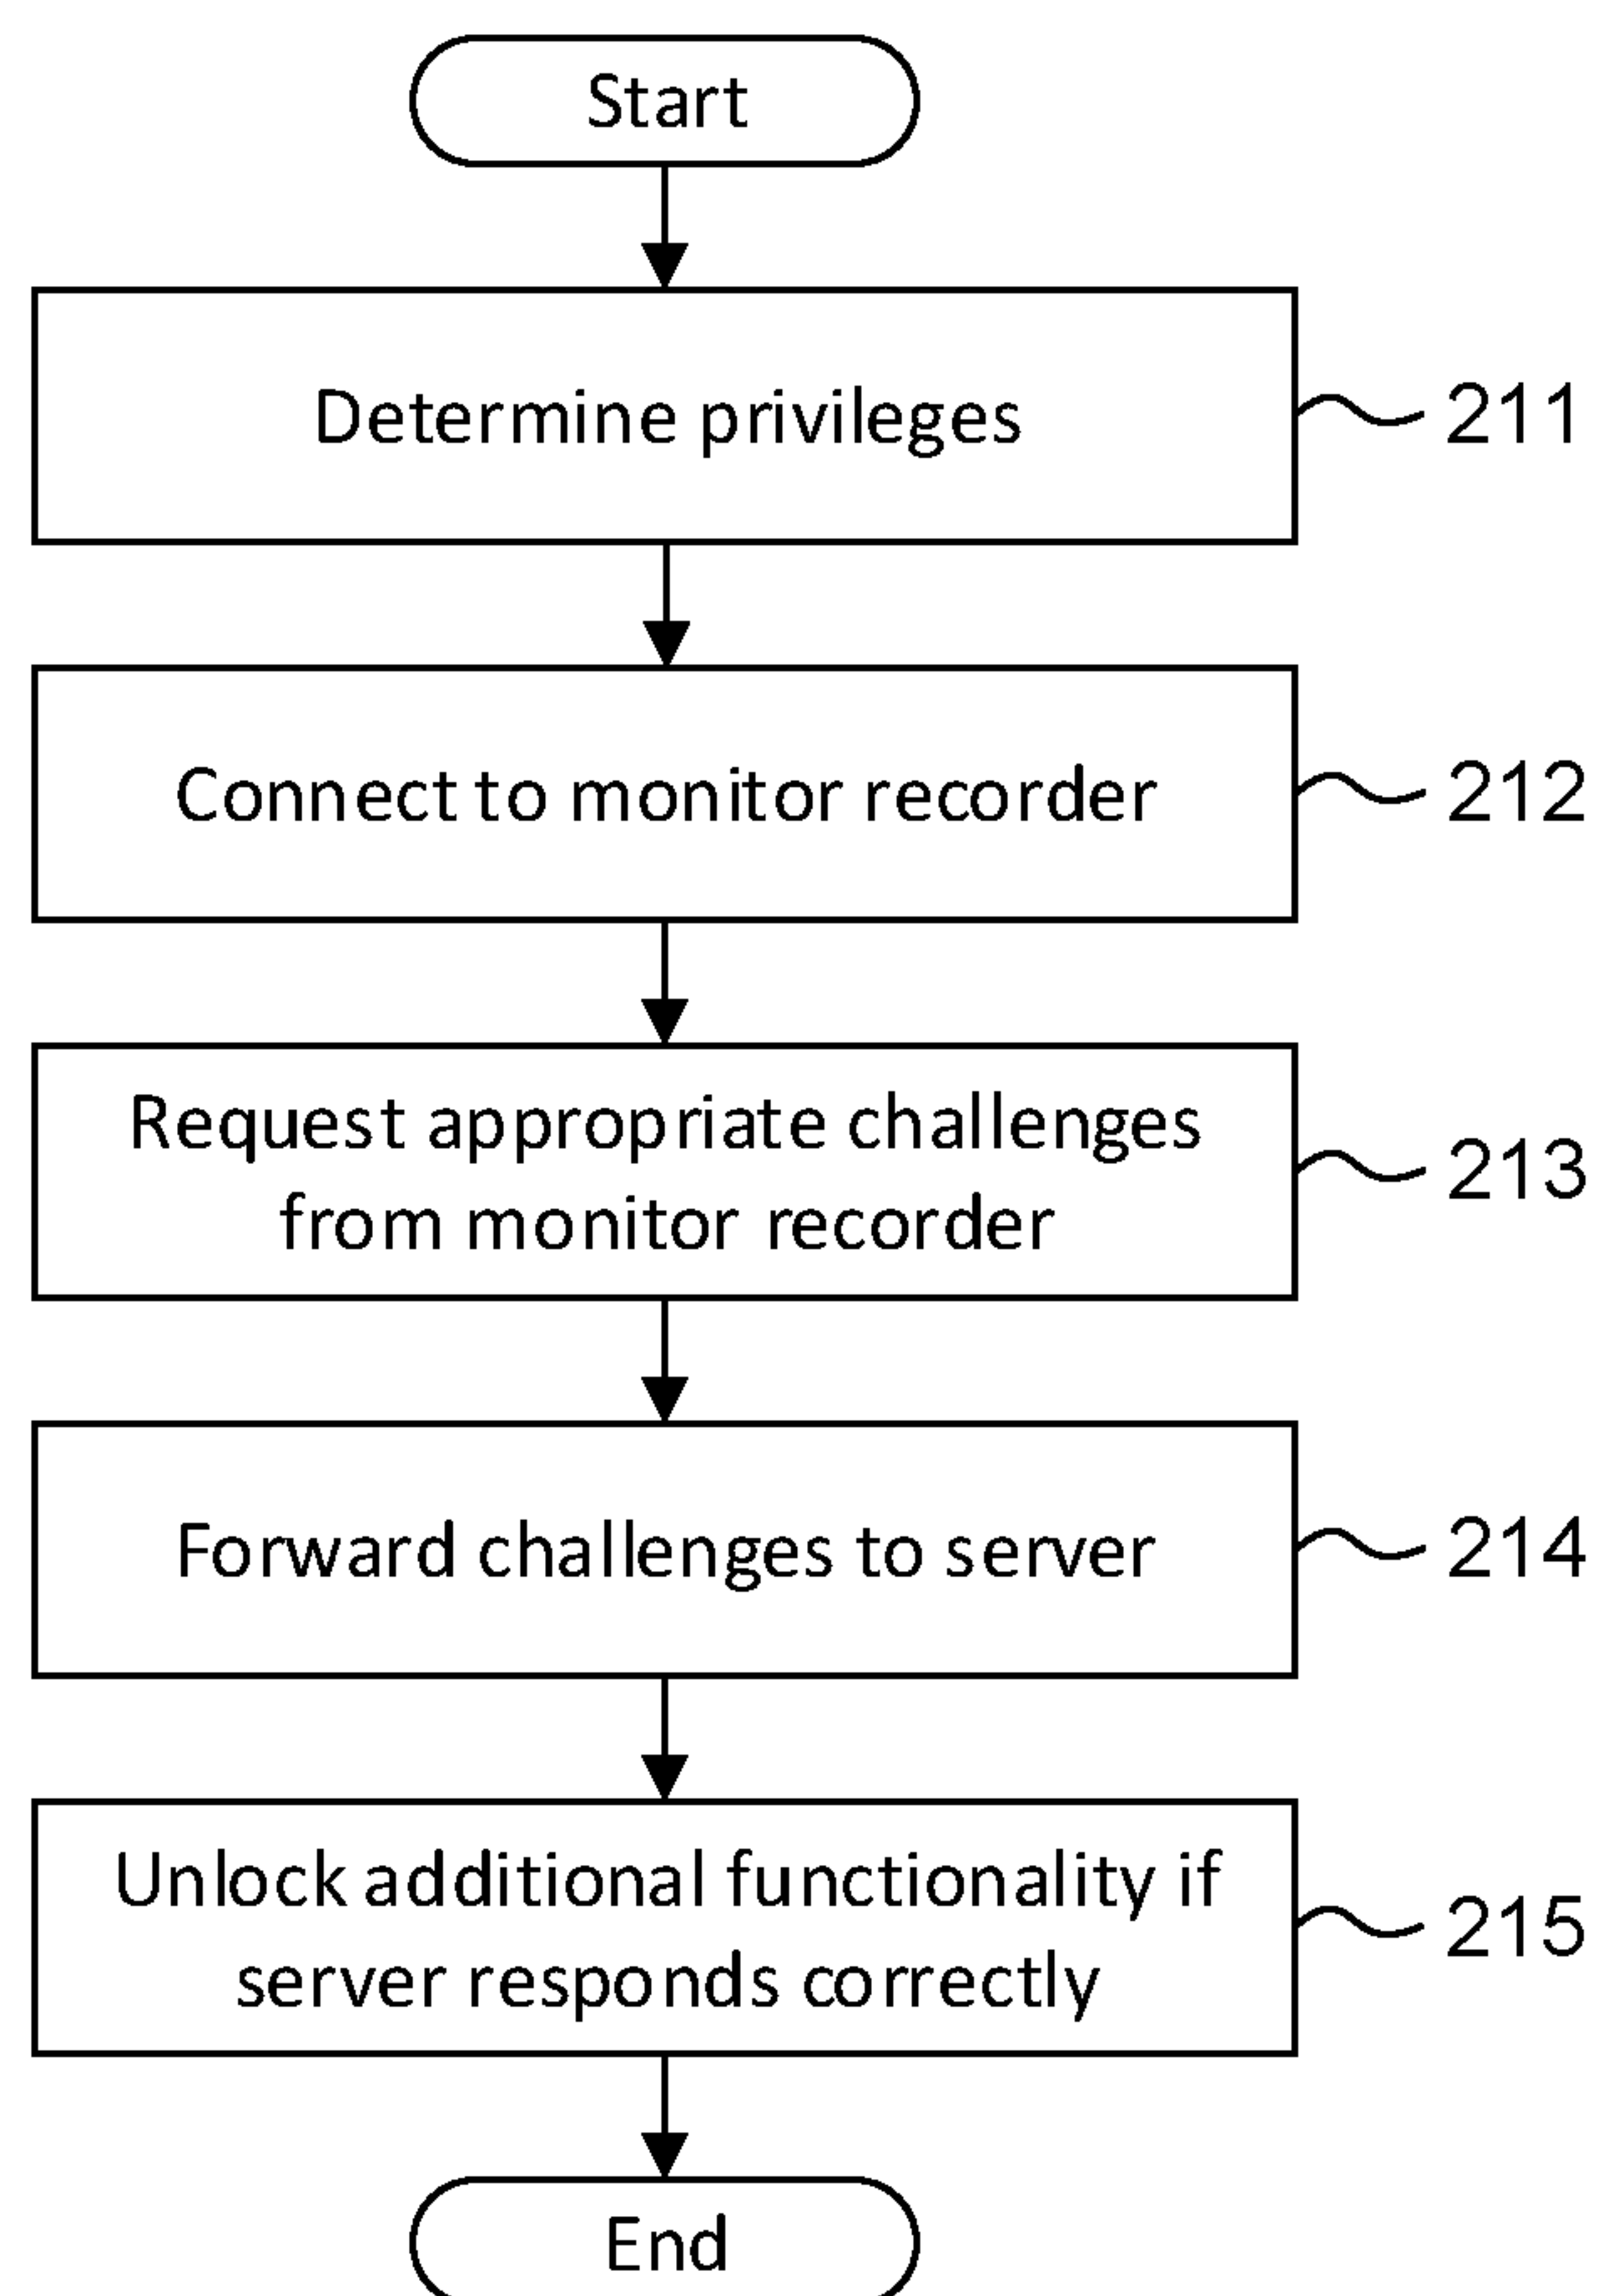 Start
Determine privileges
211
Connect to monitor recorder
212
Request appropriate challenges
from monitor recorder
213
Forward challenges to server
214
Unlock additional functionality if
server responds correctly
215
End